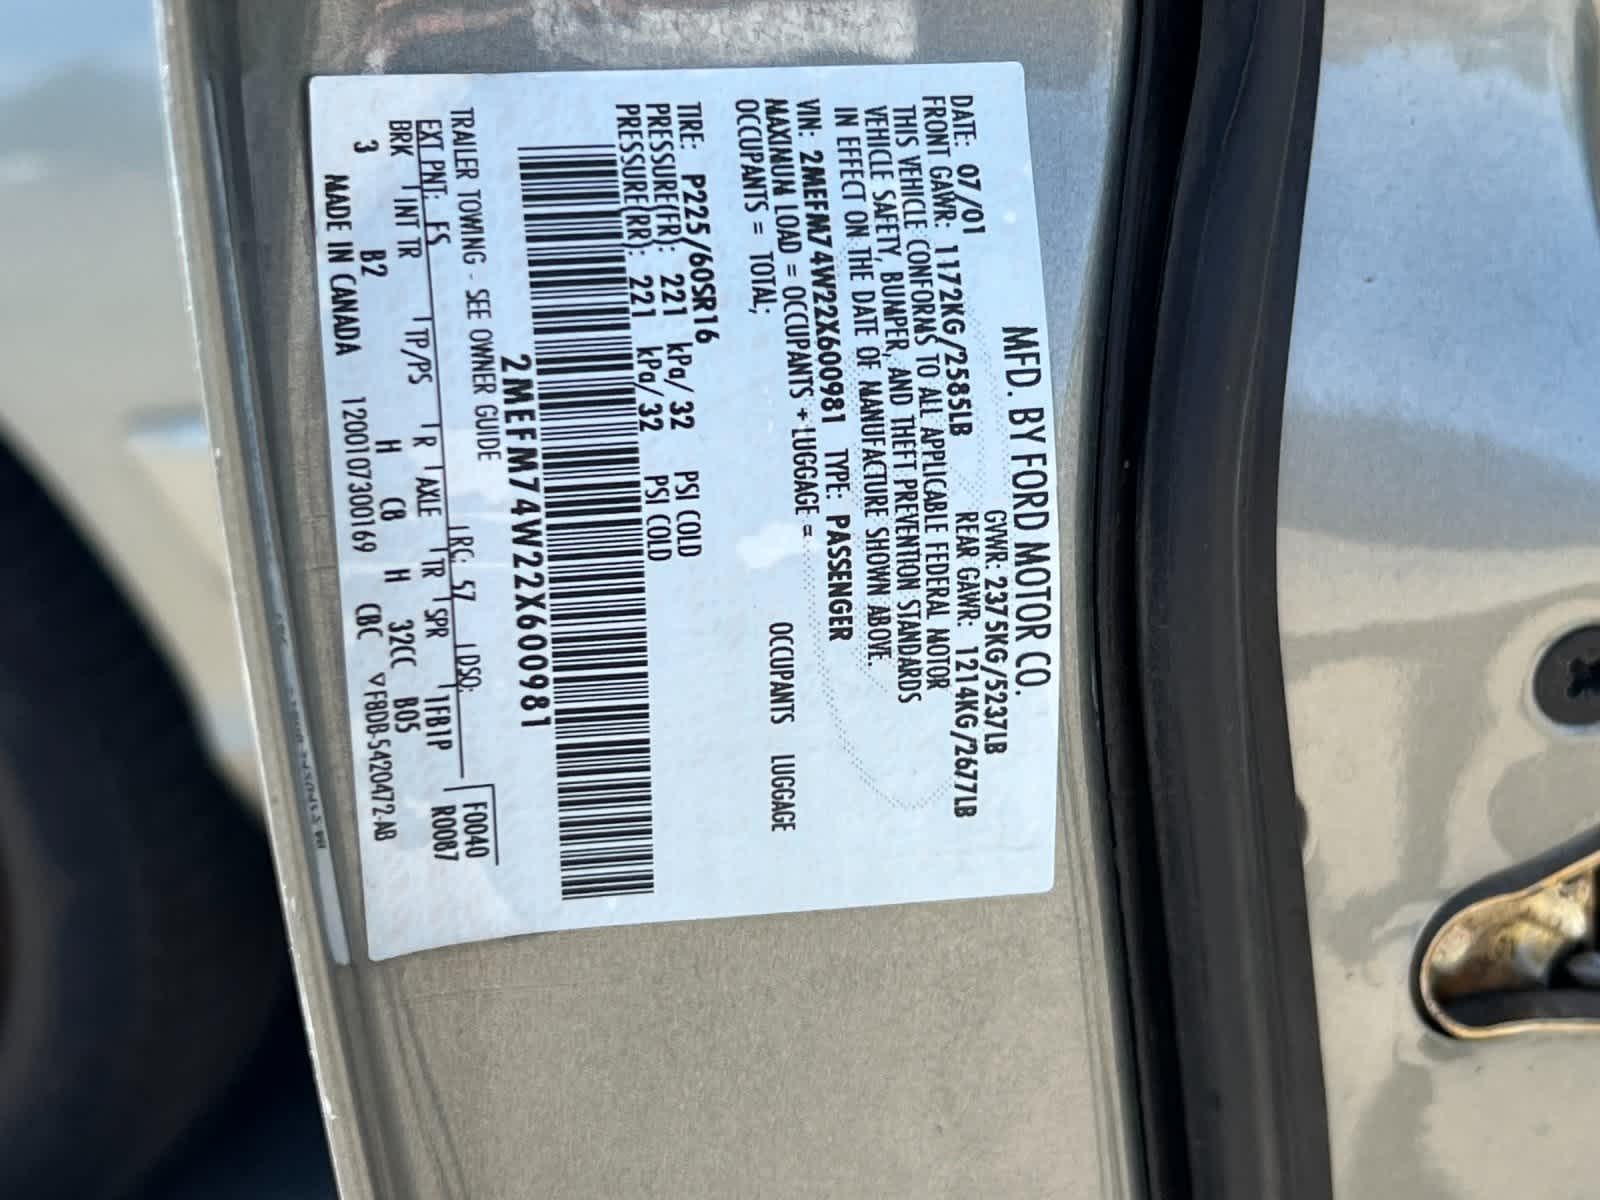 MFD. BY FORD MOTOR CO.
DATE: 07/01 GVWR: 2375KG/5237LB
FRONT GAWR: 1172KG/2585LB REAR GAWR: 1214KG/2677LB
THIS VEHICLE CONFORMS TO ALL APPLICABLE FEDERAL MOTOR
VEHICLE SAFETY, BUMPER, AND THEFT PREVENTION STANDARDS
IN EFFECT ON THE DATE OF MANUFACTURE SHOWN ABOVE.
VIN: 2MEFM74W22X600981 TYPE: PASSENGER
MAXIMUM LOAD = OCCUPANTS + LUGGAGE = OCCUPANTS LUGGAGE
OCCUPANTS = TOTAL;
TIRE: P225/60SR16
PRESSURE(FR): 221 kPa/32 PSI COLD
PRESSURE(RR): 221 kPa/32 PSI COLD
2MEFM74W22X600981
TRAILER TOWING - SEE OWNER GUIDE F0040
EXT PNT: FS RC: 57 DSO: R0087
BRK INT TR TP/PS R AXLE TR SPR TFB1P
3 B2 H C8 H 32CC B05
MADE IN CANADA 1200107300169 CBC ▽F8DB-5420472-AB